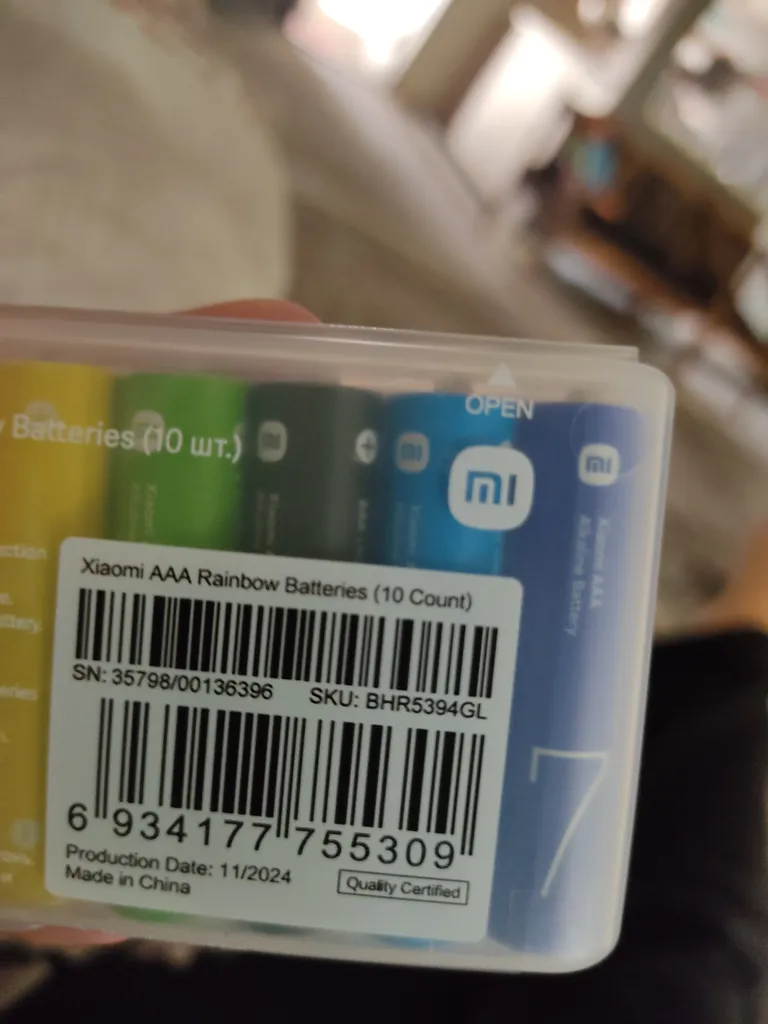 OPEN
Batteries (10 шт.)
mi
Xiaomi AAA
Alkaline Battery
Xiaomi AAA Rainbow Batteries (10 Count)
SN: 35798/00136396 SKU: BHR5394GL
6 934177 755309
Production Date: 11/2024
Made in China
Quality Certified
7